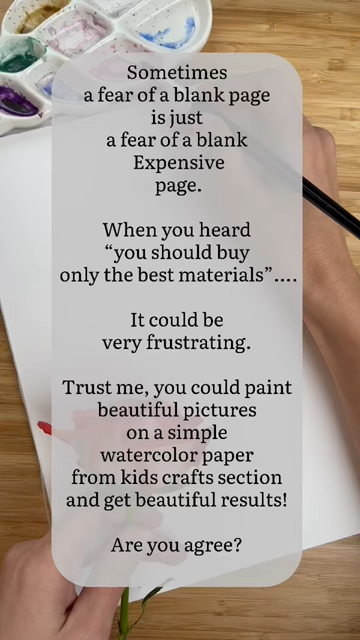 Sometimes
a fear of a blank page
is just
a fear of a blank
Expensive
page.
When you heard
“you should buy
only the best materials”....
It could be
very frustrating.
Trust me, you could paint
beautiful pictures
on a simple
watercolor paper
from kids crafts section
and get beautiful results!
Are you agree?